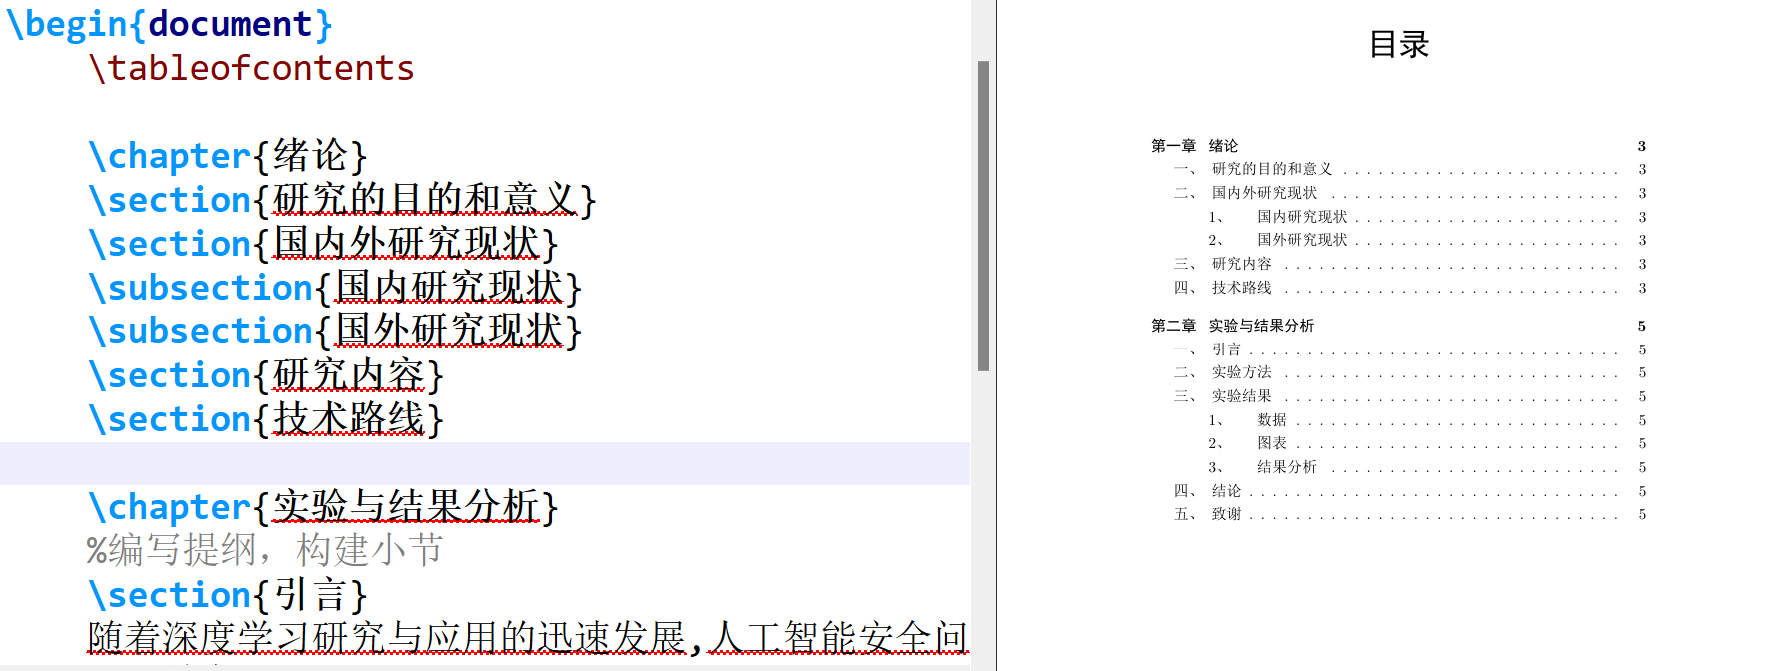 \begin{document}
\tableofcontents
\chapter{绪论}
\section{研究的目的和意义}
\section{国内外研究现状}
\subsection{国内研究现状}
\subsection{国外研究现状}
\section{研究内容}
\section{技术路线}
\chapter{实验与结果分析}
%编写提纲，构建小节
\section{引言}
随着深度学习研究与应用的迅速发展,人工智能安全问
目录
第一章 绪论 3
一、 研究的目的和意义 . . . . . . . . . . . . . . . . . . . . . . . . 3
二、 国内外研究现状 . . . . . . . . . . . . . . . . . . . . . . . . . 3
1、 国内研究现状 . . . . . . . . . . . . . . . . . . . . . . . 3
2、 国外研究现状 . . . . . . . . . . . . . . . . . . . . . . . 3
三、 研究内容 . . . . . . . . . . . . . . . . . . . . . . . . . . . . . 3
四、 技术路线 . . . . . . . . . . . . . . . . . . . . . . . . . . . . . 3
第二章 实验与结果分析 5
一、 引言 . . . . . . . . . . . . . . . . . . . . . . . . . . . . . . . . 5
二、 实验方法 . . . . . . . . . . . . . . . . . . . . . . . . . . . . . 5
三、 实验结果 . . . . . . . . . . . . . . . . . . . . . . . . . . . . . 5
1、 数据 . . . . . . . . . . . . . . . . . . . . . . . . . . . . 5
2、 图表 . . . . . . . . . . . . . . . . . . . . . . . . . . . . 5
3、 结果分析 . . . . . . . . . . . . . . . . . . . . . . . . . 5
四、 结论 . . . . . . . . . . . . . . . . . . . . . . . . . . . . . . . . 5
五、 致谢 . . . . . . . . . . . . . . . . . . . . . . . . . . . . . . . . 5